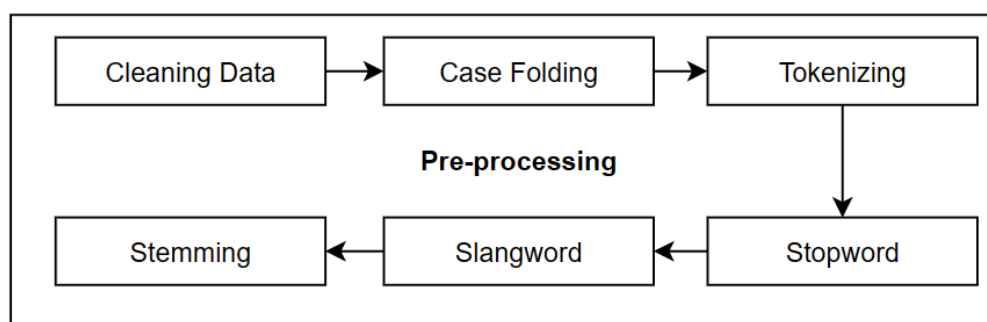 Cleaning Data
Case Folding
Tokenizing
Pre-processing
Stemming
Slangword
Stopword